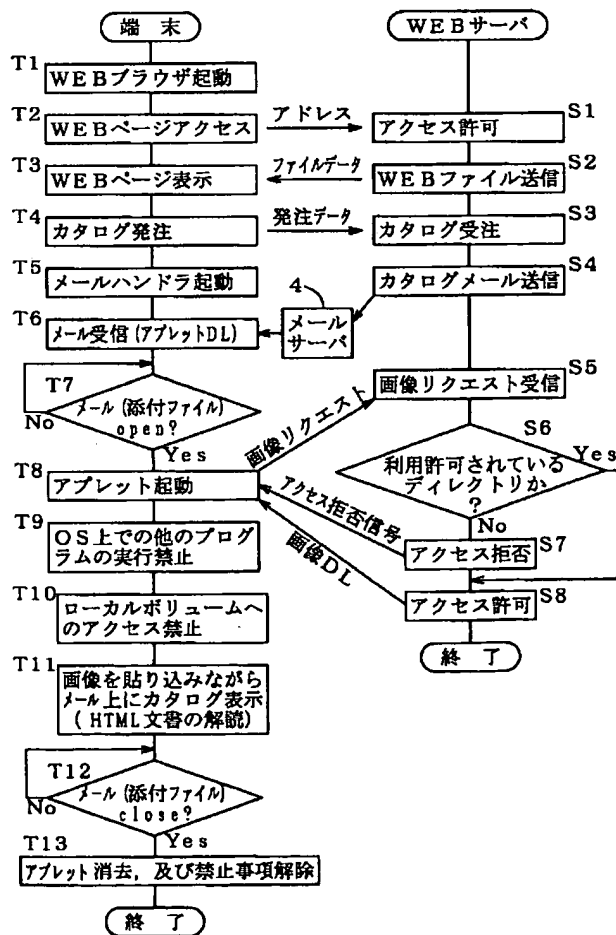 端 末
T1
WEBブラウザ起動
T2
WEBページアクセス
アドレス
T3
WEBページ表示
ファイルデータ
T4
カタログ発注
発注データ
T5
メールハンドラ起動
T6
メール受信(アプレットDL)
4
メール
サーバ
T7
メール(添付ファイル)
open?
No
Yes
T8
アプレット起動
画像リクエスト
アクセス拒否信号
画像DL
T9
OS上での他のプログ
ラムの実行禁止
T10
ローカルボリュームへ
のアクセス禁止
T11
画像を貼り込みながら
メール上にカタログ表示
(HTML文書の解読)
T12
メール(添付ファイル)
close?
No
Yes
T13
アプレット消去,及び禁止事項解除
終 了
WEBサーバ
S1
アクセス許可
S2
WEBファイル送信
S3
カタログ受注
S4
カタログメール送信
S5
画像リクエスト受信
S6
利用許可されている
ディレクトリか
?
Yes
No
S7
アクセス拒否
S8
アクセス許可
終 了